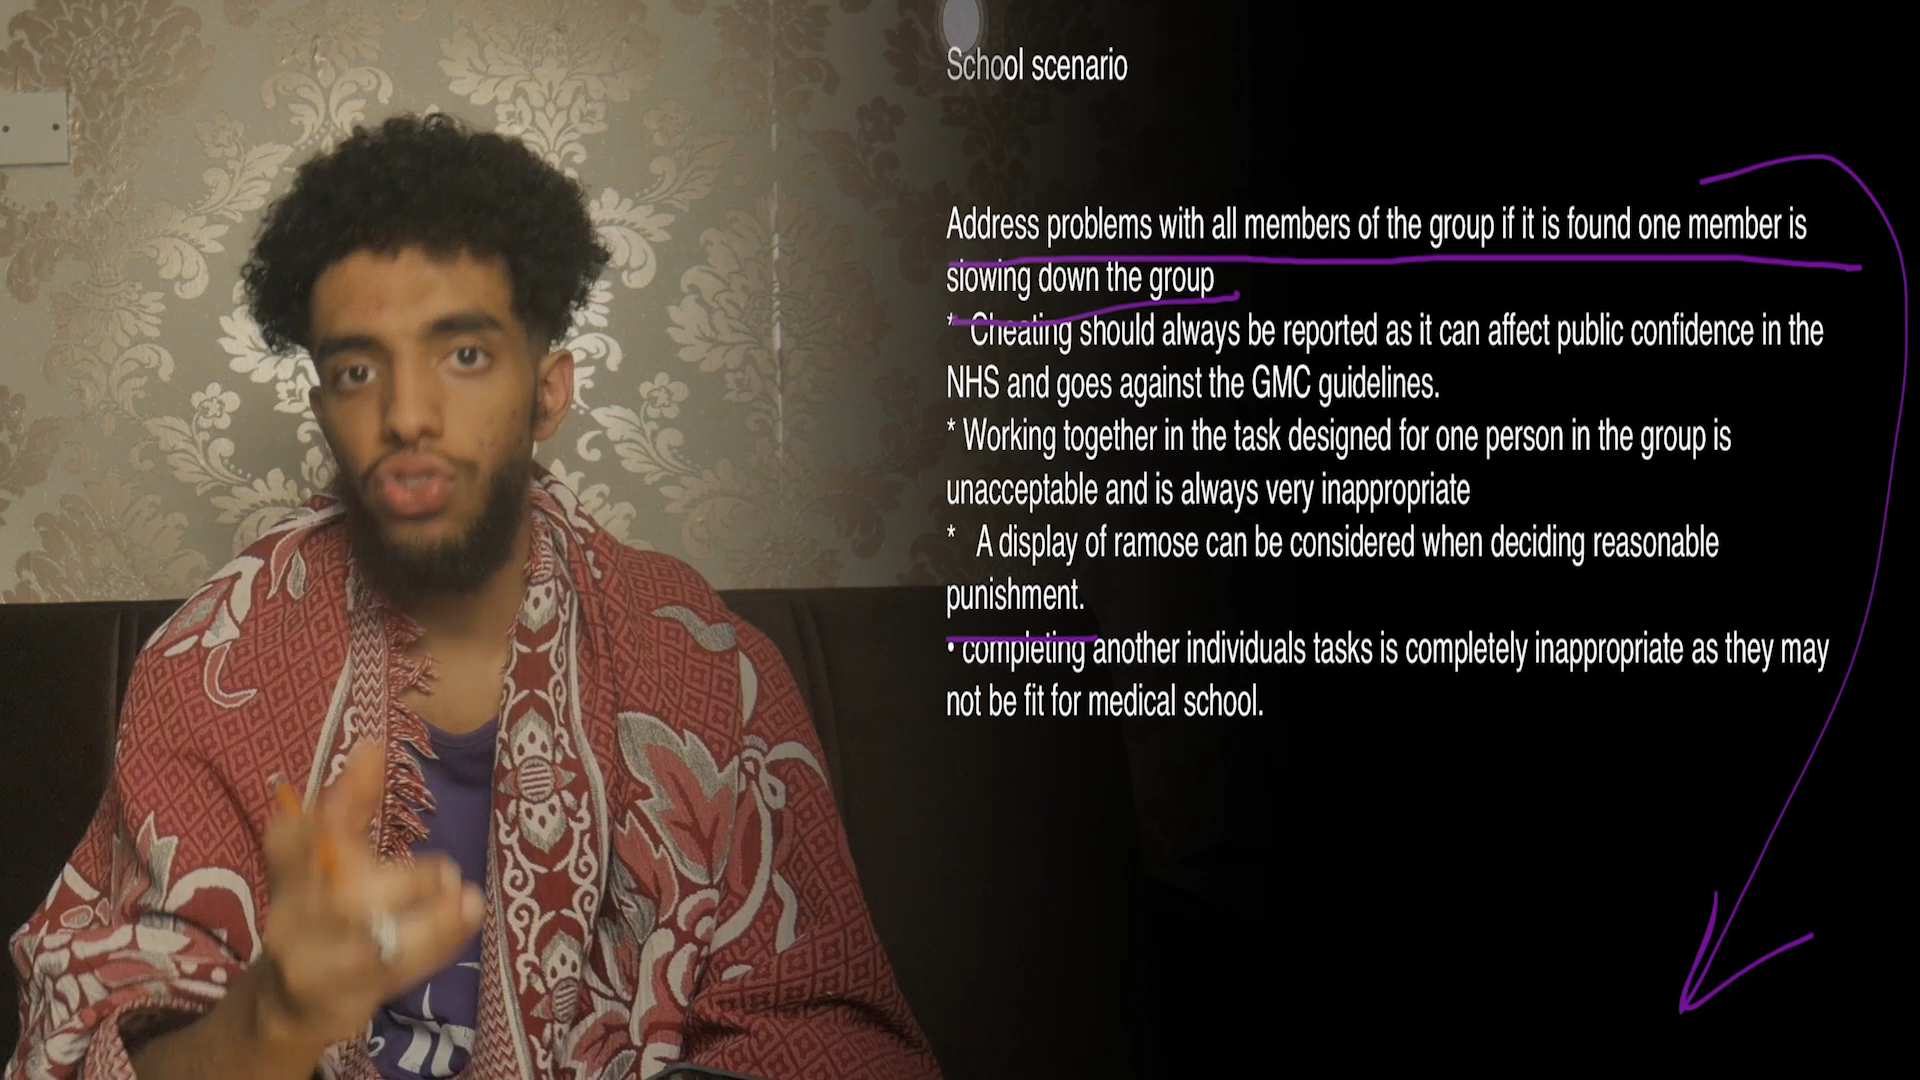 School scenario
Address problems with all members of the group if it is found one member is
slowing down the group
* Cheating should always be reported as it can affect public confidence in the
NHS and goes against the GMC guidelines.
* Working together in the task designed for one person in the group is
unacceptable and is always very inappropriate
* A display of ramose can be considered when deciding reasonable
punishment.
• completing another individuals tasks is completely inappropriate as they may
not be fit for medical school.